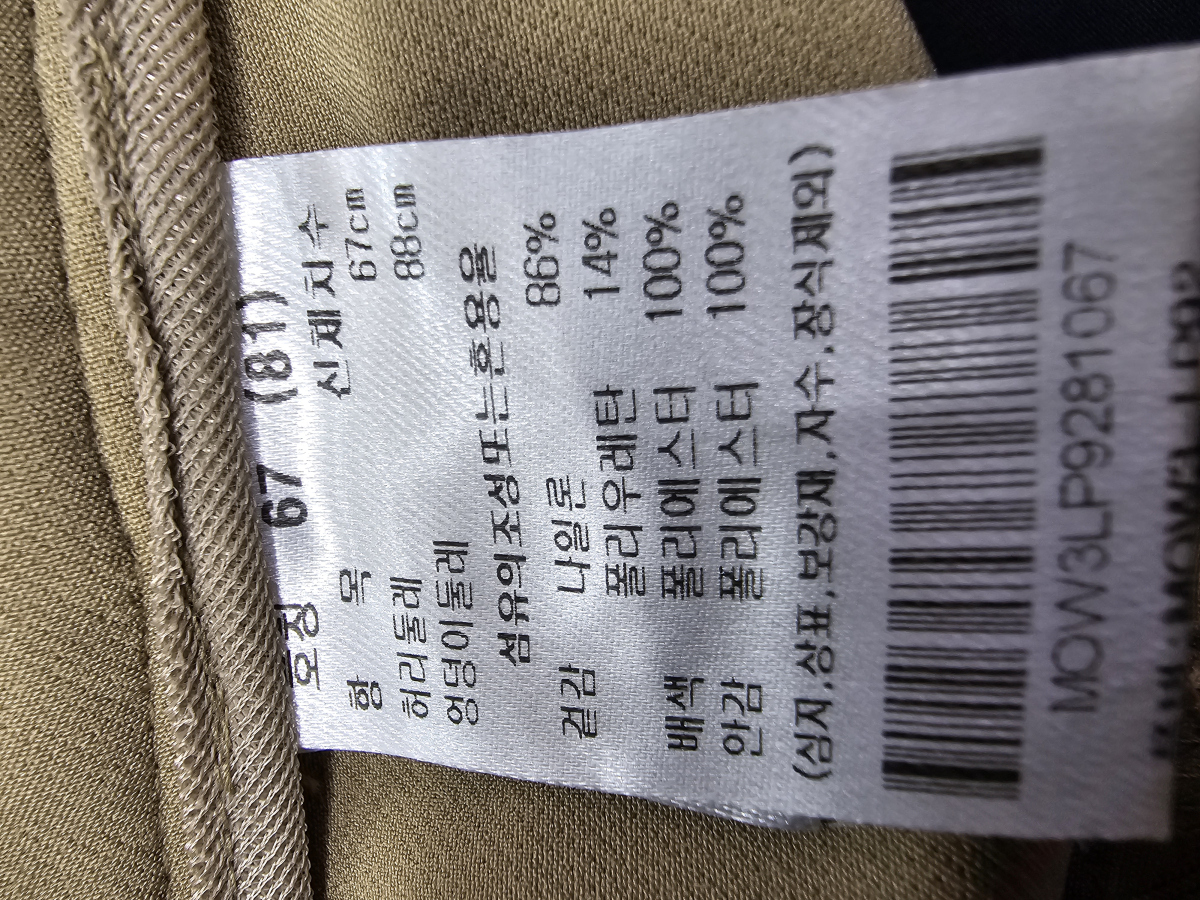 호칭 67 (81)
항 목 신체치수
허리둘레 67cm
엉덩이둘레 88cm
섬유의조성또는혼용율
겉감 나일론 86%
폴리우레탄 14%
배색 폴리에스터 100%
안감 폴리에스터 100%
(심지,상표,보강재,자수,장식제외)
MOW3LP9281067